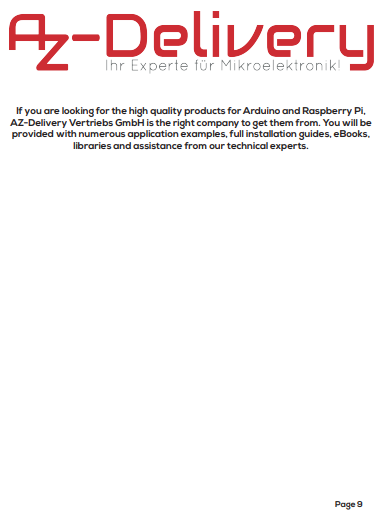 Az-Delivery
Ihr Experte für Mikroelektronik!
If you are looking for the high quality products for Arduino and Raspberry Pi,
AZ-Delivery Vertriebs GmbH is the right company to get them from. You will be
provided with numerous application examples, full installation guides, eBooks,
libraries and assistance from our technical experts.
Page 9